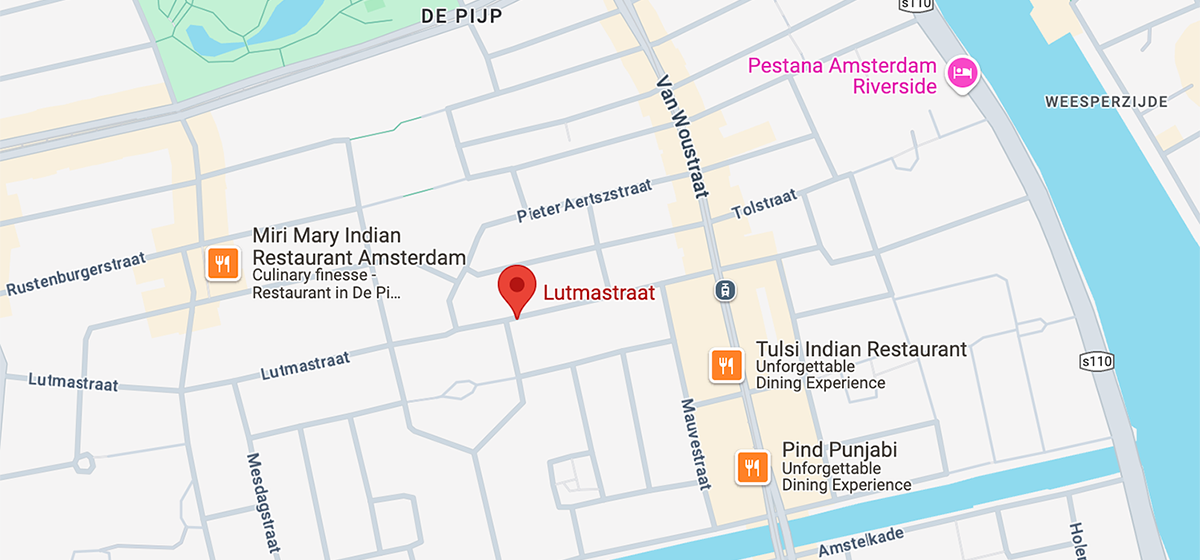 s110
DE PIJP
Pestana Amsterdam
Riverside
WEESPERZIJDE
Van Woustraat
Pieter Aertszstraat
Tolstraat
Miri Mary Indian
Restaurant Amsterdam
Culinary finesse -
Restaurant in De Pi...
Rustenburgerstraat
Lutmastraat
Tulsi Indian Restaurant
Unforgettable
Dining Experience
s110
Lutmastraat
Lutmastraat
Mauvestraat
Pind Punjabi
Unforgettable
Dining Experience
Mesdagstraat
Amstelkade
Holen